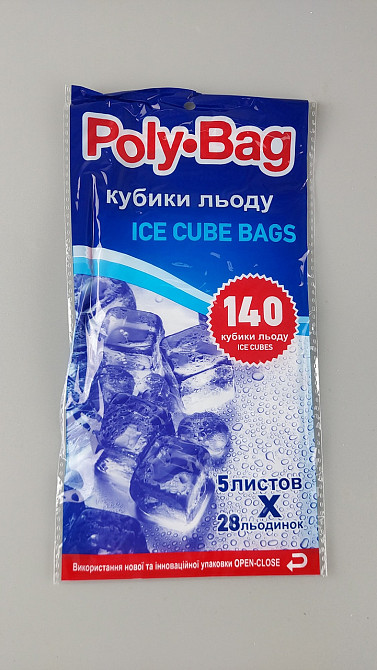 Poly•Bag
кубики льоду
ICE CUBE BAGS
140
кубики льоду
ICE CUBES
5 листов
X
28 льодинок
Використання нової та інноваційної упаковки OPEN-CLOSE